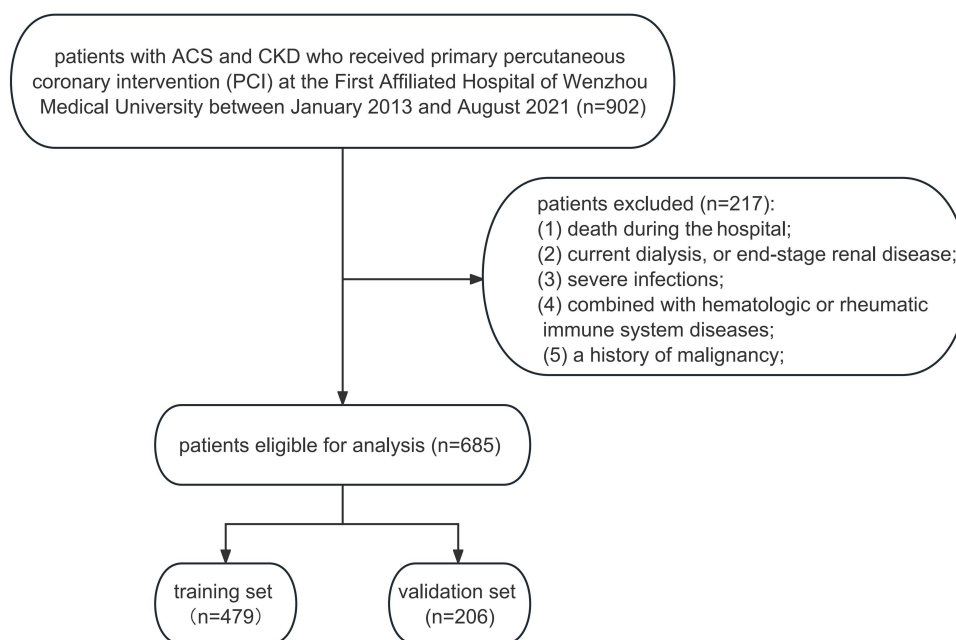 patients with ACS and CKD who received primary percutaneous
coronary intervention (PCI) at the First Affiliated Hospital of Wenzhou
Medical University between January 2013 and August 2021 (n=902)
patients excluded (n=217):
(1) death during the hospital;
(2) current dialysis, or end-stage renal disease;
(3) severe infections;
(4) combined with hematologic or rheumatic
immune system diseases;
(5) a history of malignancy;
patients eligible for analysis (n=685)
training set
（n=479）
validation set
(n=206)